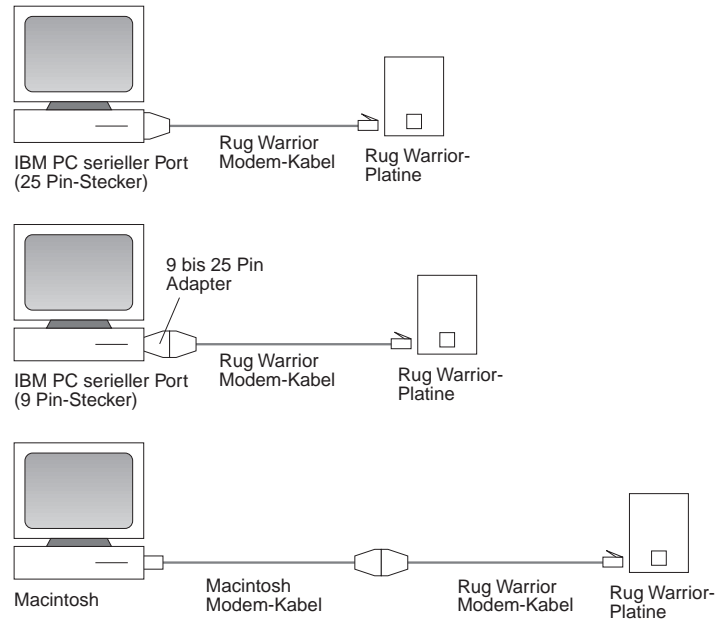 IBM PC serieller Port
(25 Pin-Stecker)
Rug Warrior
Modem-Kabel
Rug Warrior-
Platine
9 bis 25 Pin
Adapter
IBM PC serieller Port
(9 Pin-Stecker)
Rug Warrior
Modem-Kabel
Rug Warrior-
Platine
Macintosh
Macintosh
Modem-Kabel
Rug Warrior
Modem-Kabel
Rug Warrior-
Platine